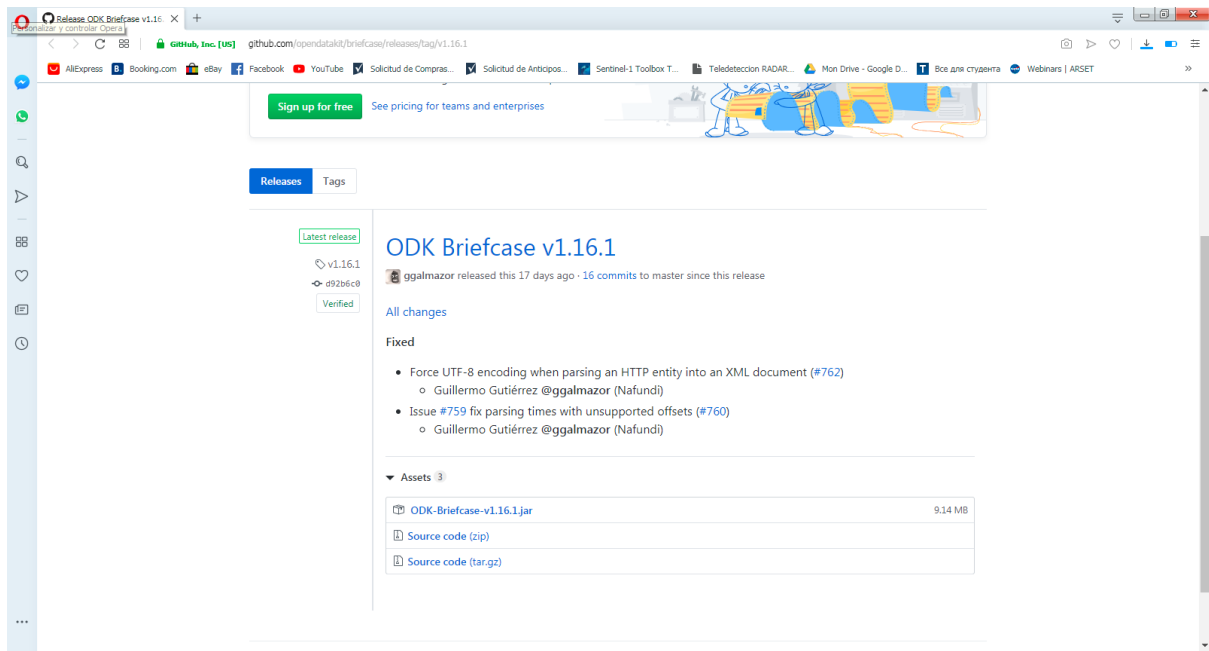 Release ODK Briefcase v1.16.
Personalizar y controlar Opera
GitHub, Inc. [US] github.com/opendatakit/briefcase/releases/tag/v1.16.1
AliExpress B. Booking.com eBay Facebook YouTube Solicitud de Compras... Solicitud de Anticipos... Sentinel-1 Toolbox T... Teledeteccion RADAR... Mon Drive - Google D... T Все для студента Webinars | ARSET »
Sign up for free See pricing for teams and enterprises
Releases Tags
Latest release
v1.16.1
d92b6c0
Verified
ODK Briefcase v1.16.1
ggalmazor released this 17 days ago · 16 commits to master since this release
All changes
Fixed
Force UTF-8 encoding when parsing an HTTP entity into an XML document (#762)
Guillermo Gutiérrez @ggalmazor (Nafundi)
Issue #759 fix parsing times with unsupported offsets (#760)
Guillermo Gutiérrez @ggalmazor (Nafundi)
Assets 3
ODK-Briefcase-v1.16.1.jar 9.14 MB
Source code (zip)
Source code (tar.gz)